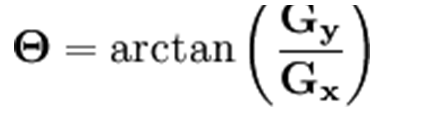 Θ = arctan(G_y / G_x)